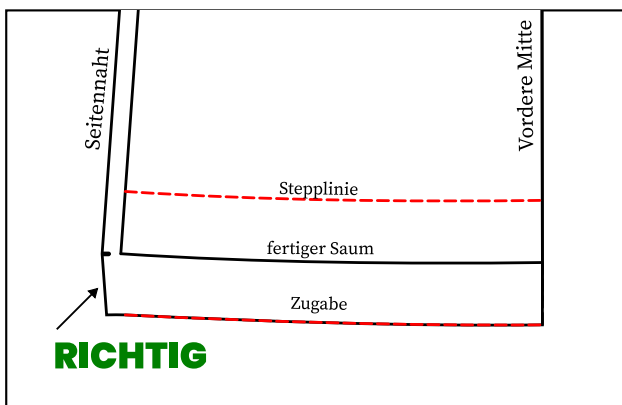 Seitennaht
Vordere Mitte
Stepplinie
fertiger Saum
Zugabe
RICHTIG